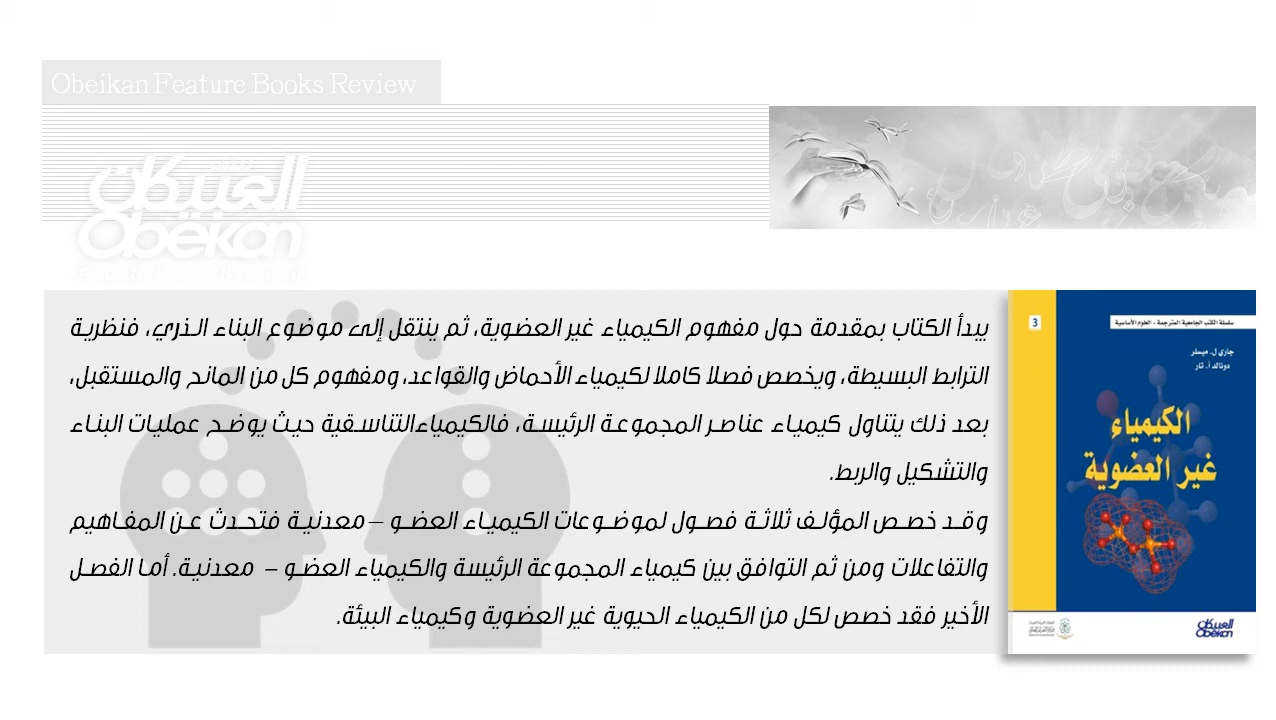 Obeikan Feature Books Review
العبيكان
Obēkan
يبدأ الكتاب بمقدمة حول مفهوم الكيمياء غير العضوية، ثم ينتقل إلى موضوع البناء الذري، فنظرية
الترابط البسيطة، ويخصص فصلا كاملا لكيمياء الأحماض والقواعد، ومفهوم كل من المانح والمستقبل،
بعد ذلك يتناول كيمياء عناصر المجموعة الرئيسة، فالكيمياءالتناسقية حيث يوضح عمليات البناء
والتشكيل والربط.
وقد خصص المؤلف ثلاثة فصول لموضوعات الكيمياء العضو – معدنية فتحدث عن المفاهيم
والتفاعلات ومن ثم التوافق بين كيمياء المجموعة الرئيسة والكيمياء العضو – معدنية. أما الفصل
الأخير فقد خصص لكل من الكيمياء الحيوية غير العضوية وكيمياء البيئة.
3
سلسلة الكتب الجامعية المترجمة - العلوم الأساسية
جاري ل. ميسلر
دونالد أ. تار
الكيمياء
غير العضوية
العبيكان
Obēkan